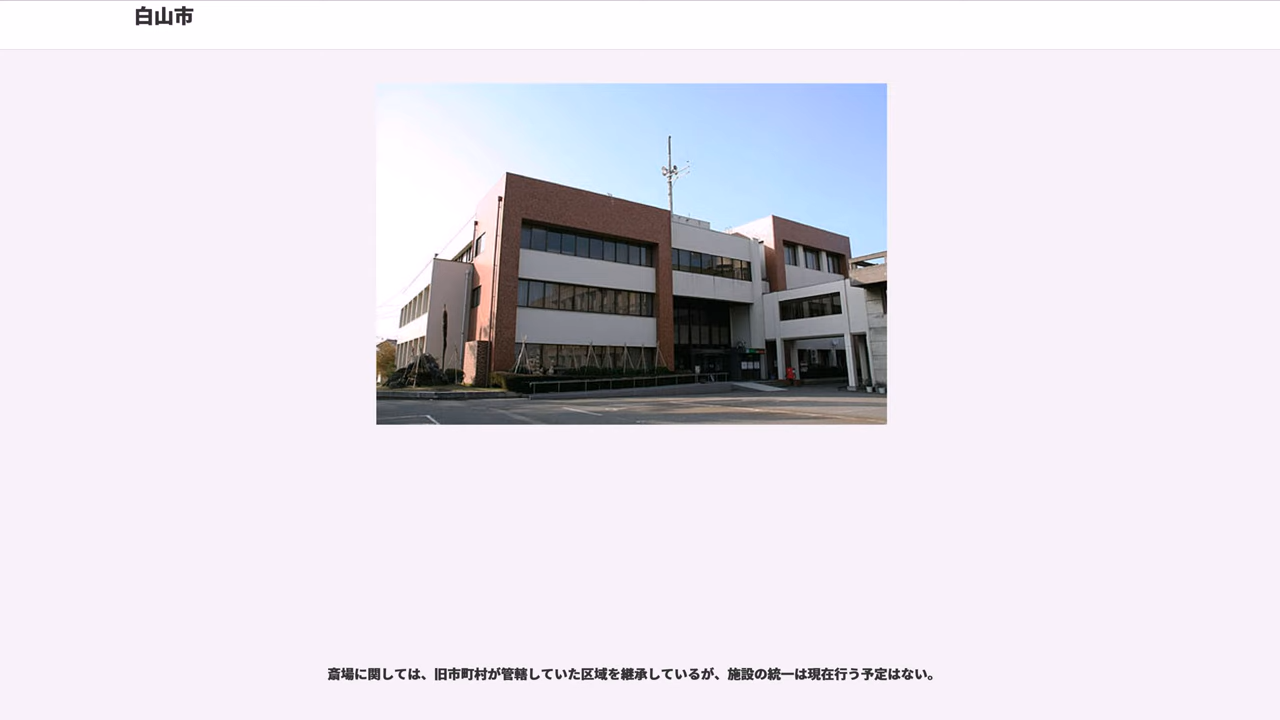 白山市
斎場に関しては、旧市町村が管轄していた区域を継承しているが、施設の統一は現在行う予定はない。